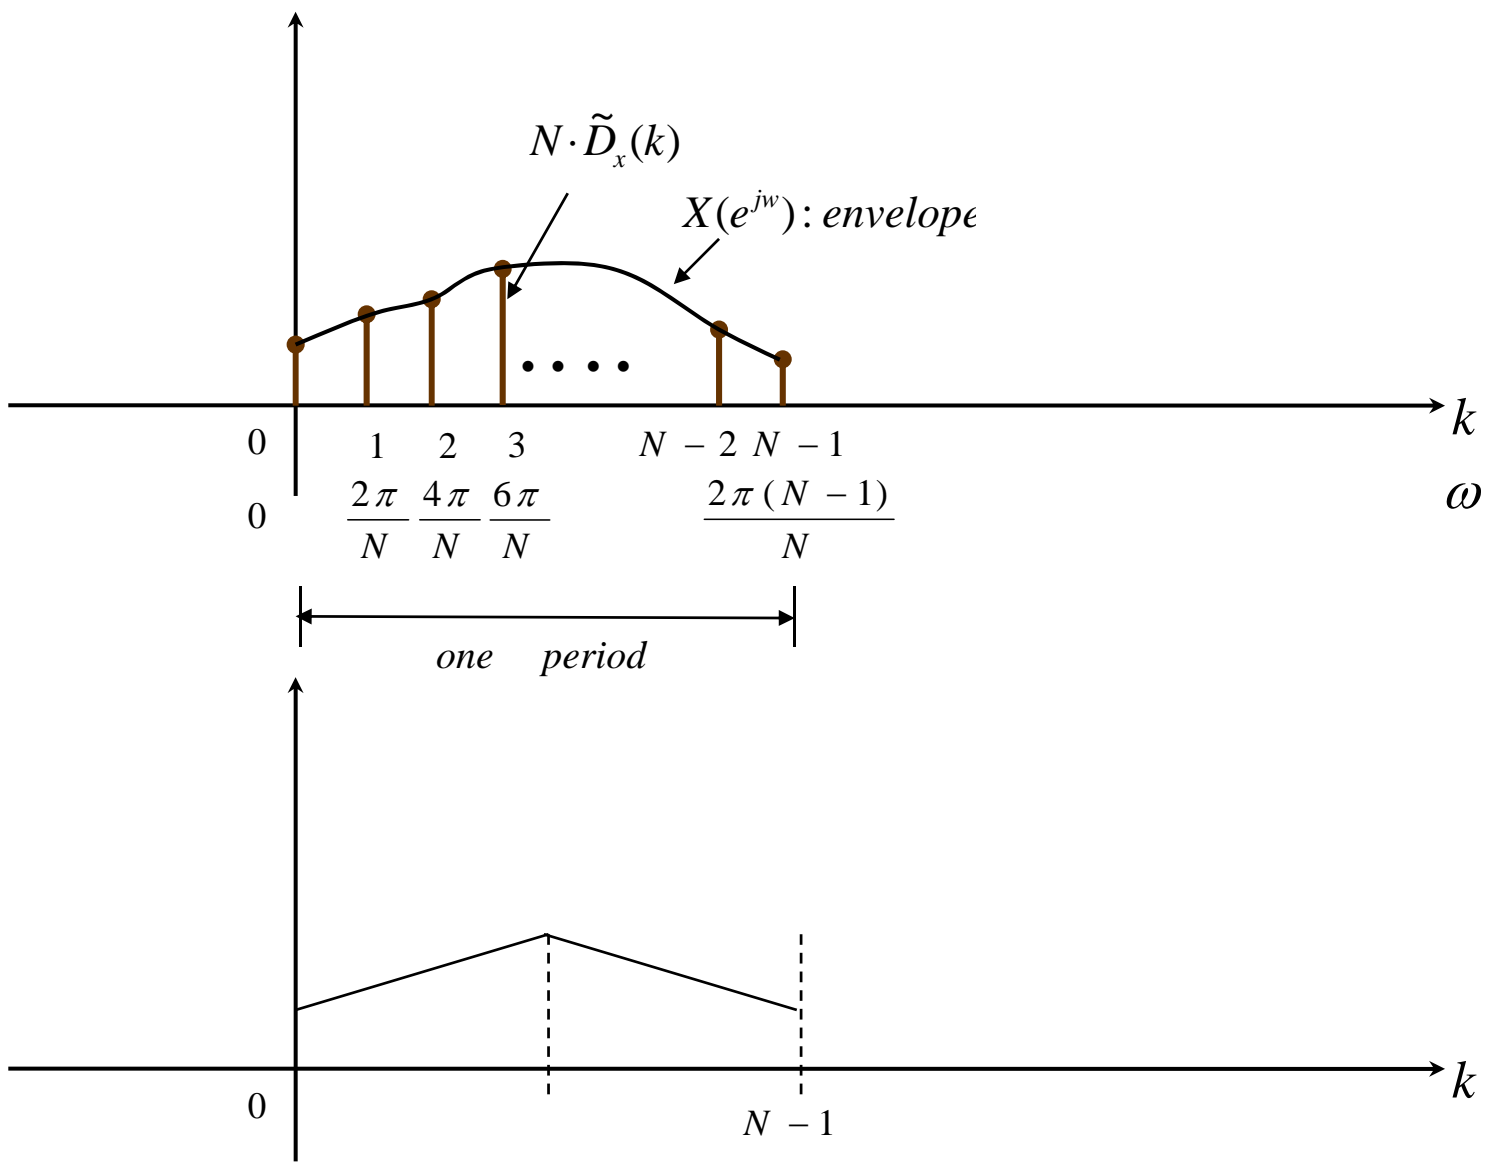 N · D̃ₓ(k)
X(e^{jw}) : envelope
k
0 1 2 3 N − 2 N − 1
ω
0 2π/N 4π/N 6π/N 2π(N − 1)/N
one period
k
0
N − 1